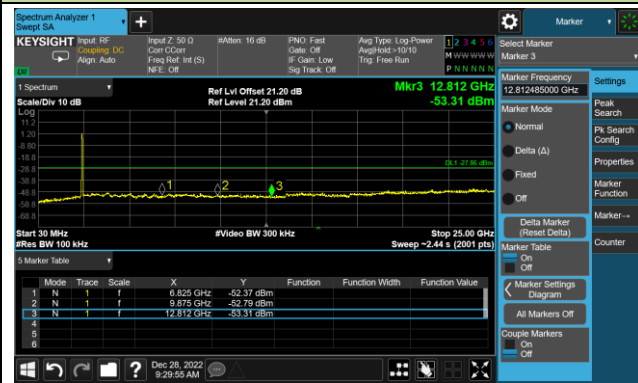 Spectrum Analyzer 1
Swept SA
+
Marker
KEYSIGHT
Input: RF
Coupling: DC
Align: Auto
Input Z: 50 Ω
Corr CCorr
Freq Ref: Int (S)
NFE: Off
#Atten: 16 dB
PNO: Fast
Gate: Off
IF Gain: Low
Sig Track: Off
Avg Type: Log-Power
Avg|Hold:>10/10
Trig: Free Run
1 2 3 4 5 6
M W W W W W
P N N N N N
LW
Select Marker
Marker 3
1 Spectrum
Scale/Div 10 dB
Log
Ref Lvl Offset 21.20 dB
Ref Level 21.20 dBm
Mkr3 12.812 GHz
-53.31 dBm
11.2
1.20
-8.80
-18.8
-28.8
-38.8
-48.8
-58.8
-68.8
DL1 -27.86 dBm
1
2
3
Start 30 MHz
#Res BW 100 kHz
#Video BW 300 kHz
Stop 25.00 GHz
Sweep ~2.44 s (2001 pts)
5 Marker Table
Mode Trace Scale X Y Function Function Width Function Value
1 N 1 f 6.825 GHz -52.37 dBm
2 N 1 f 9.875 GHz -52.79 dBm
3 N 1 f 12.812 GHz -53.31 dBm
4
5
6
Marker Frequency
12.812485000 GHz
Marker Mode
Normal
Delta (Δ)
Fixed
Off
Delta Marker
(Reset Delta)
Marker Table
On
Off
Marker Settings
Diagram
All Markers Off
Couple Markers
On
Off
Settings
Peak
Search
Pk Search
Config
Properties
Marker
Function
Marker→
Counter
?
Dec 28, 2022
9:29:55 AM